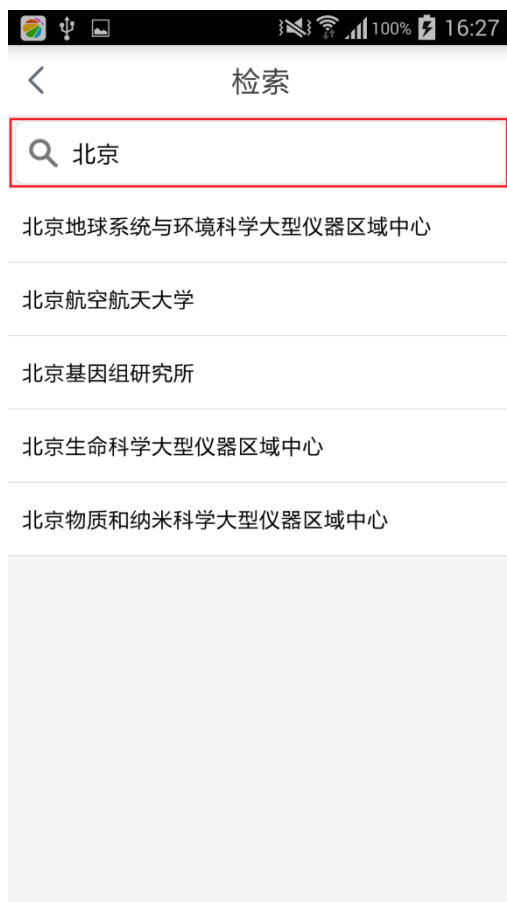 100% 16:27
检索
北京
北京地球系统与环境科学大型仪器区域中心
北京航空航天大学
北京基因组研究所
北京生命科学大型仪器区域中心
北京物质和纳米科学大型仪器区域中心